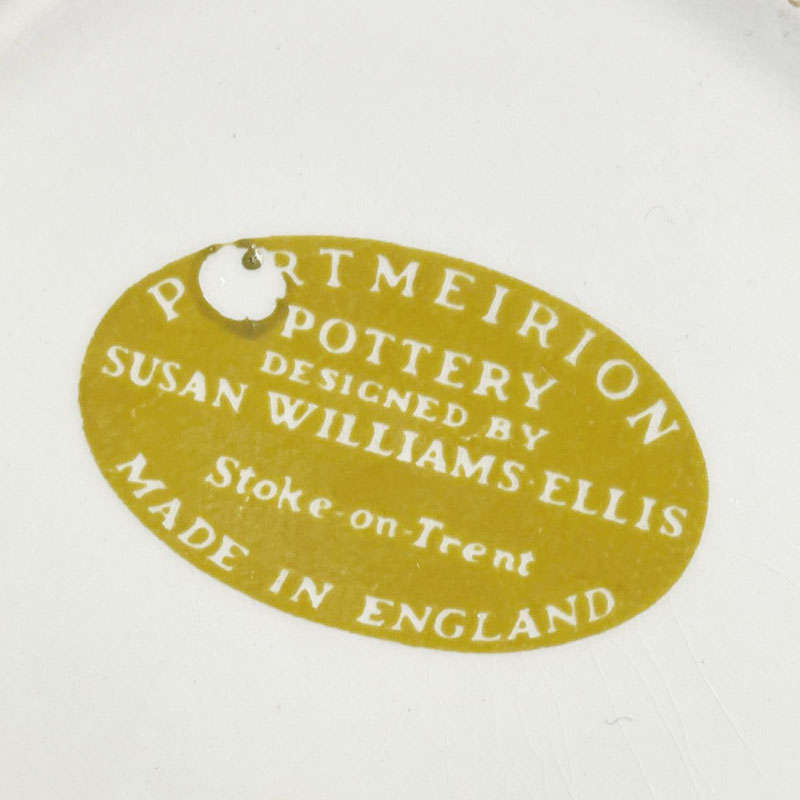 PORTMEIRION
POTTERY
DESIGNED BY
SUSAN WILLIAMS-ELLIS
Stoke-on-Trent
MADE IN ENGLAND